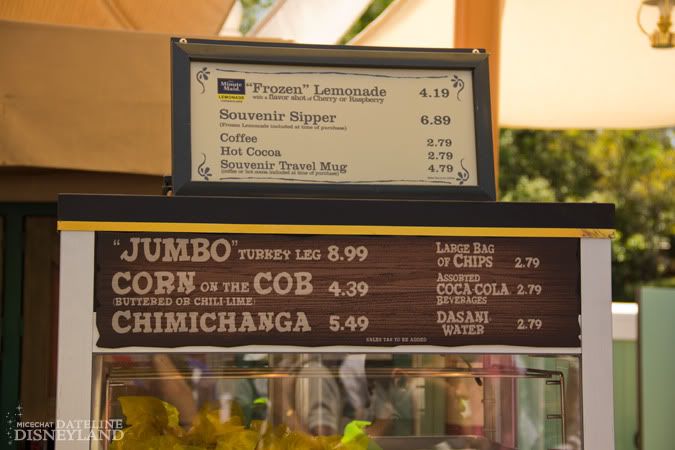 Minute Maid
LEMONADE
"Frozen" Lemonade 4.19
with a flavor shot of Cherry or Raspberry
Souvenir Sipper 6.89
(Frozen Lemonade included at time of purchase)
Coffee 2.79
Hot Cocoa 2.79
Souvenir Travel Mug 4.79
(coffee or hot cocoa included at time of purchase)
"JUMBO" TURKEY LEG 8.99
CORN ON THE COB 4.39
(BUTTERED OR CHILI-LIME)
CHIMICHANGA 5.49
LARGE BAG
OF CHIPS 2.79
ASSORTED
COCA-COLA 2.79
BEVERAGES
DASANI
WATER 2.79
SALES TAX TO BE ADDED
MICECHAT DATELINE
DISNEYLAND